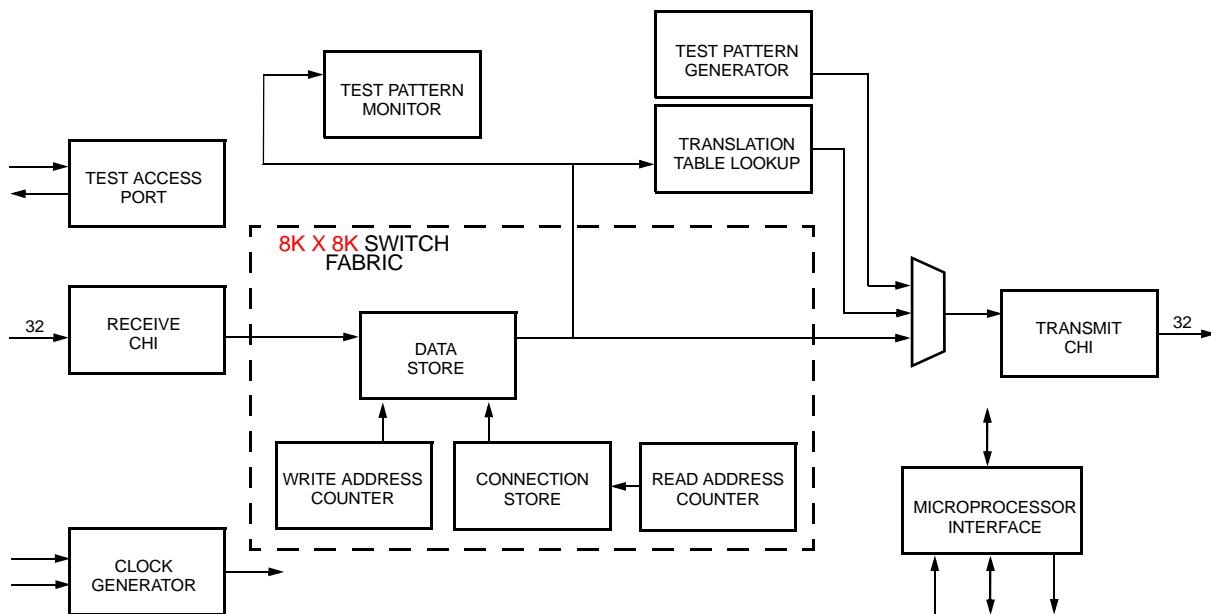 TEST PATTERN
GENERATOR
TEST PATTERN
MONITOR
TRANSLATION
TABLE LOOKUP
TEST ACCESS
PORT
8K X 8K SWITCH
FABRIC
32
RECEIVE
CHI
DATA
STORE
TRANSMIT
CHI
32
WRITE ADDRESS
COUNTER
CONNECTION
STORE
READ ADDRESS
COUNTER
MICROPROCESSOR
INTERFACE
CLOCK
GENERATOR